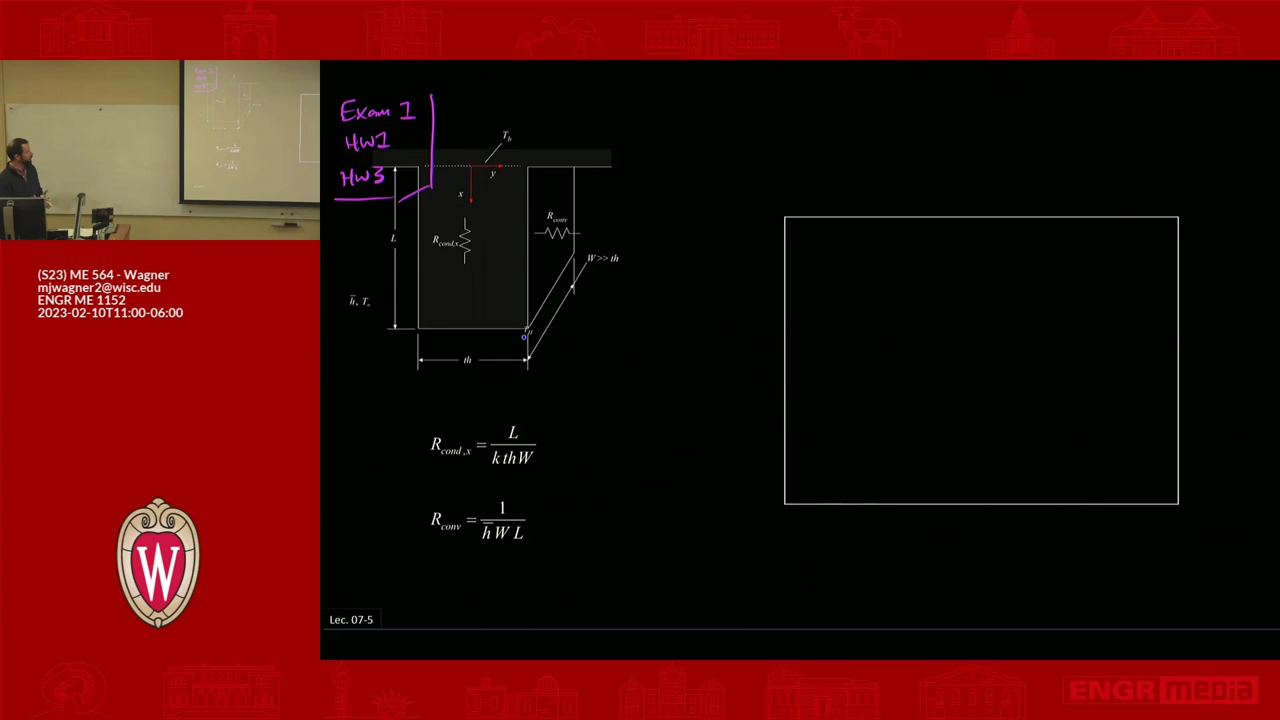 Exam 1
HW1
HW3
T_b
y
x
R_conv
R_cond,x
L
W >> th
h̄, T_∞
th
R_cond,x = L / k th W
R_conv = 1 / h̄ W L
Lec. 07-5
(S23) ME 564 - Wagner
mjwagner2@wisc.edu
ENGR ME 1152
2023-02-10T11:00-06:00
W
ENGR media